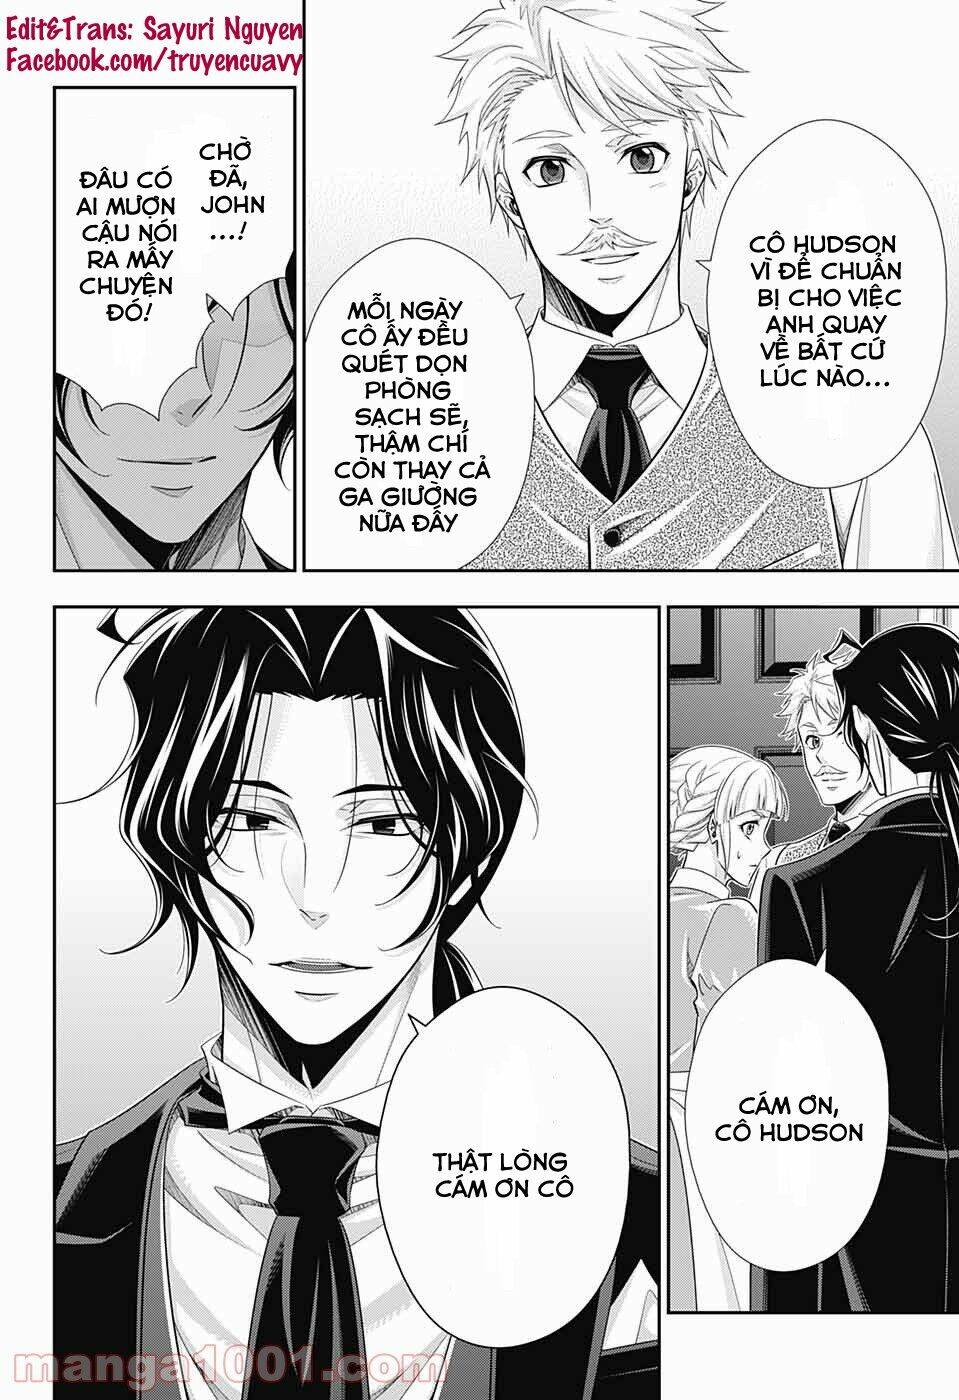 Edit&Trans: Sayuri Nguyen
Facebook.com/truyencuavy
CÔ HUDSON
VÌ ĐỂ CHUẨN
BỊ CHO VIỆC
ANH QUAY
VỀ BẤT CỨ
LÚC NÀO...
MỖI NGÀY
CÔ ẤY ĐỀU
QUÉT DỌN
PHÒNG
SẠCH SẼ,
THẬM CHÍ
CÒN THAY CẢ
GA GIƯỜNG
NỮA ĐẤY
CHỜ
ĐÃ,
JOHN
...!
ĐÂU CÓ
AI MƯỢN
CẬU NÓI
RA MẤY
CHUYỆN
ĐÓ!
CÁM ƠN,
CÔ HUDSON
THẬT LÒNG
CÁM ƠN CÔ
manga1001.com